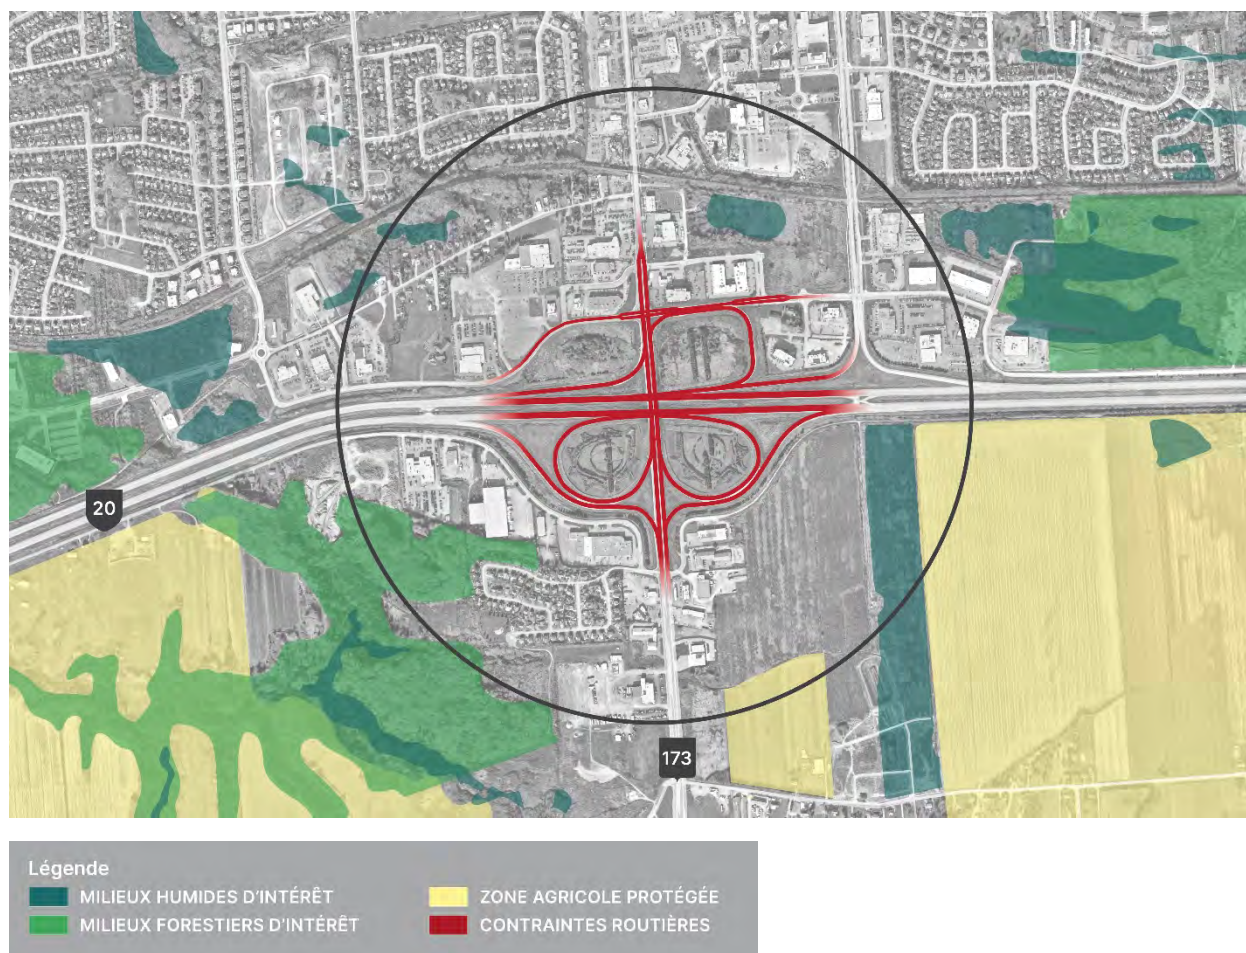 20
173
Légende
MILIEUX HUMIDES D'INTÉRÊT
ZONE AGRICOLE PROTÉGÉE
MILIEUX FORESTIERS D'INTÉRÊT
CONTRAINTES ROUTIÈRES